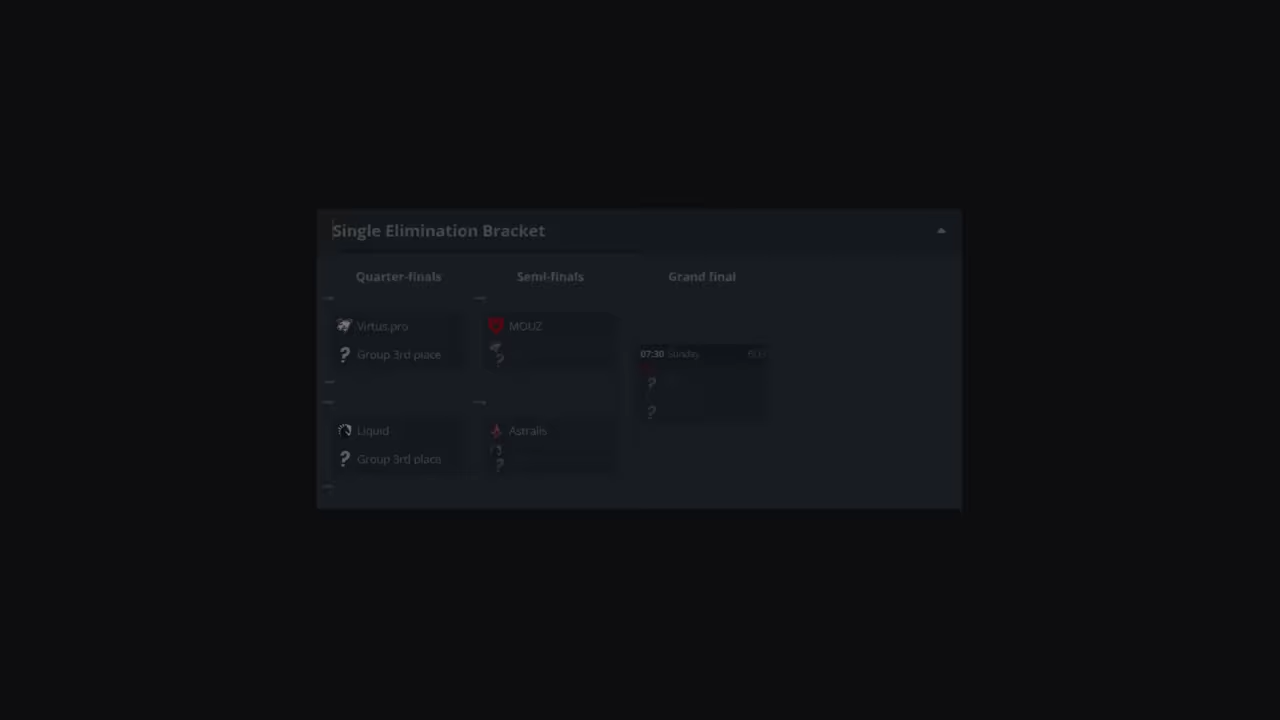 Single Elimination Bracket
Quarter-finals
Semi-finals
Grand final
Virtus.pro
? Group 3rd place
MOUZ
?
07:30 Sunday
?
?
Liquid
? Group 3rd place
Astralis
?